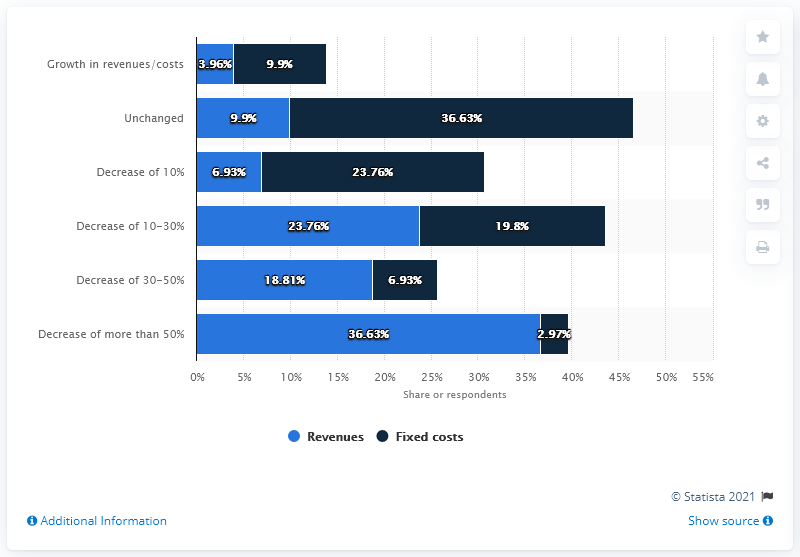 Growth in revenues/costs 3.96% 9.9%
Unchanged 9.9% 36.63%
Decrease of 10% 6.93% 23.76%
Decrease of 10-30% 23.76% 19.8%
Decrease of 30-50% 18.81% 6.93%
Decrease of more than 50% 36.63% 2.97%
0% 5% 10% 15% 20% 25% 30% 35% 40% 45% 50% 55%
Share or respondents
Revenues Fixed costs
© Statista 2021
Additional Information Show source